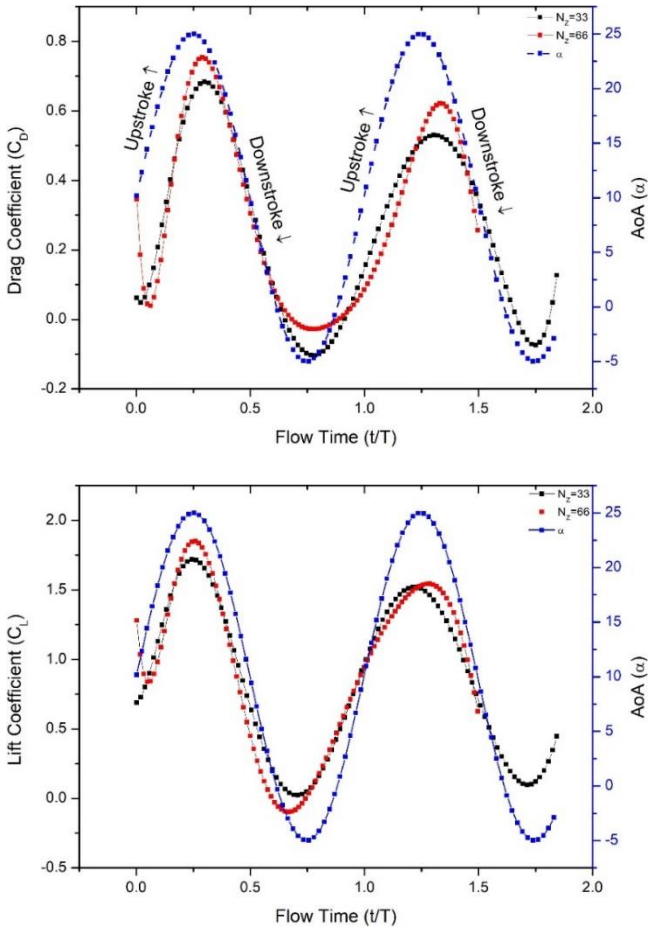 N_Z=33
N_Z=66
α
0.8
0.6
0.4
0.2
0.0
-0.2
Drag Coefficient (C_D)
Upstroke ↑
Downstroke ↓
Upstroke ↑
Downstroke ↓
25
20
15
10
5
0
-5
AoA (α)
0.0 0.5 1.0 1.5 2.0
Flow Time (t/T)
N_Z=33
N_Z=66
α
2.0
1.5
1.0
0.5
0.0
-0.5
Lift Coefficient (C_L)
25
20
15
10
5
0
-5
AoA (α)
0.0 0.5 1.0 1.5 2.0
Flow Time (t/T)